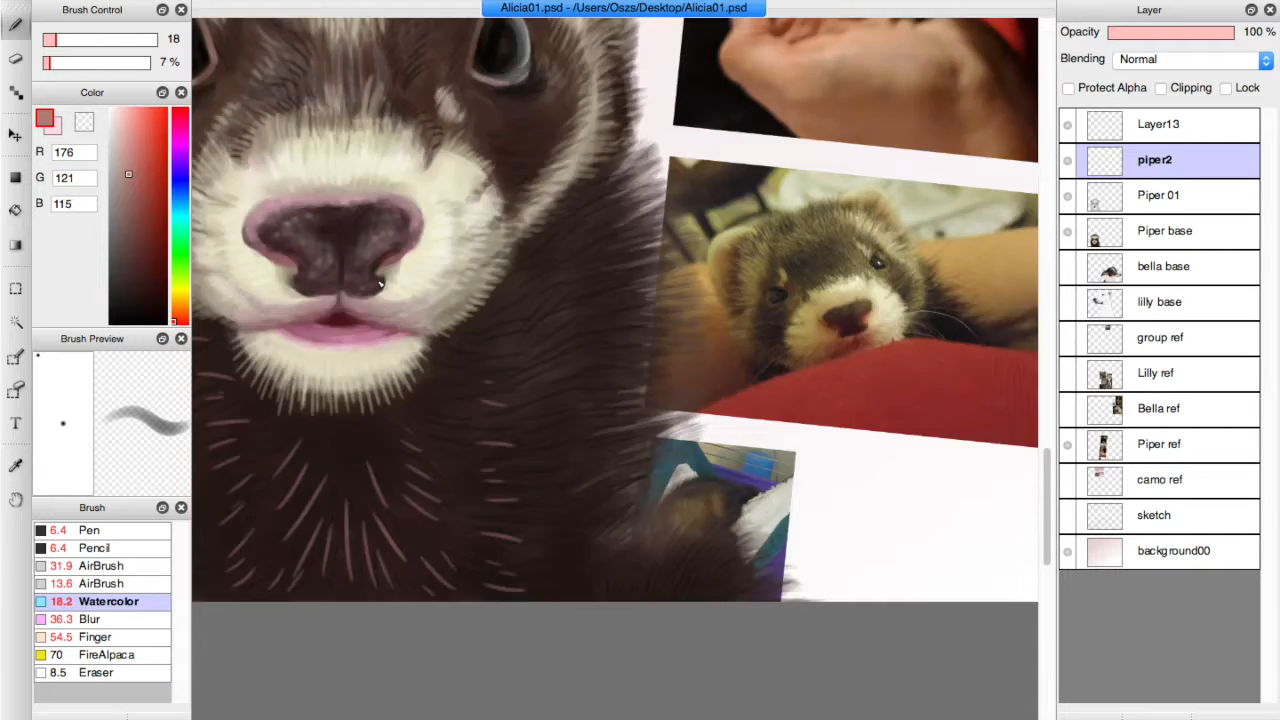 Brush Control
Alicia01.psd - /Users/Oszs/Desktop/Alicia01.psd
Layer
18
7 %
Opacity
100 %
Blending
Normal
Protect Alpha
Clipping
Lock
Color
R
176
G
121
B
115
Layer13
piper2
Piper 01
Piper base
bella base
lilly base
group ref
Lilly ref
Bella ref
Piper ref
camo ref
sketch
background00
Brush Preview
T
Brush
6.4 Pen
6.4 Pencil
31.9 AirBrush
13.6 AirBrush
18.2 Watercolor
36.3 Blur
54.5 Finger
70 FireAlpaca
8.5 Eraser